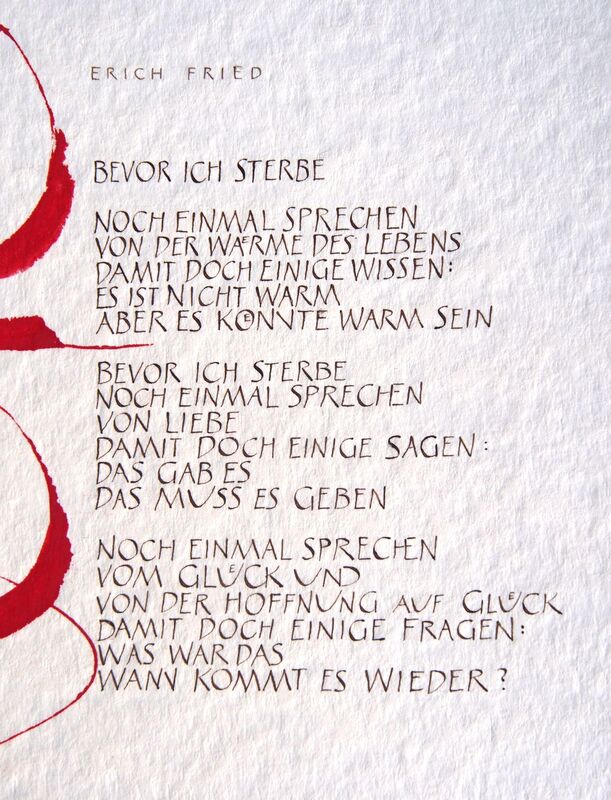 ERICH FRIED
BEVOR ICH STERBE
NOCH EINMAL SPRECHEN
VON DER WAERME DES LEBENS
DAMIT DOCH EINIGE WISSEN:
ES IST NICHT WARM
ABER ES KOENNTE WARM SEIN
BEVOR ICH STERBE
NOCH EINMAL SPRECHEN
VON LIEBE
DAMIT DOCH EINIGE SAGEN:
DAS GAB ES
DAS MUSS ES GEBEN
NOCH EINMAL SPRECHEN
VOM GLUECK UND
VON DER HOFFNUNG AUF GLUECK
DAMIT DOCH EINIGE FRAGEN:
WAS WAR DAS
WANN KOMMT ES WIEDER?